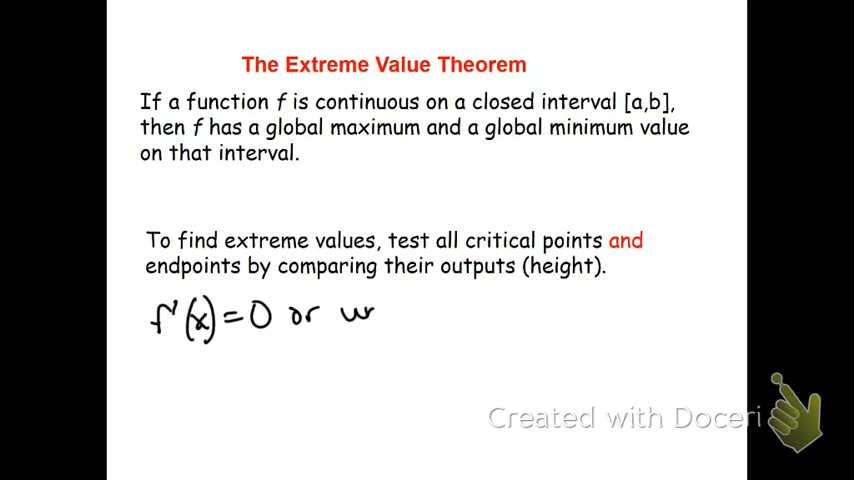 The Extreme Value Theorem
If a function f is continuous on a closed interval [a,b],
then f has a global maximum and a global minimum value
on that interval.
To find extreme values, test all critical points and
endpoints by comparing their outputs (height).
f'(x) = 0 or
Created with Doceri